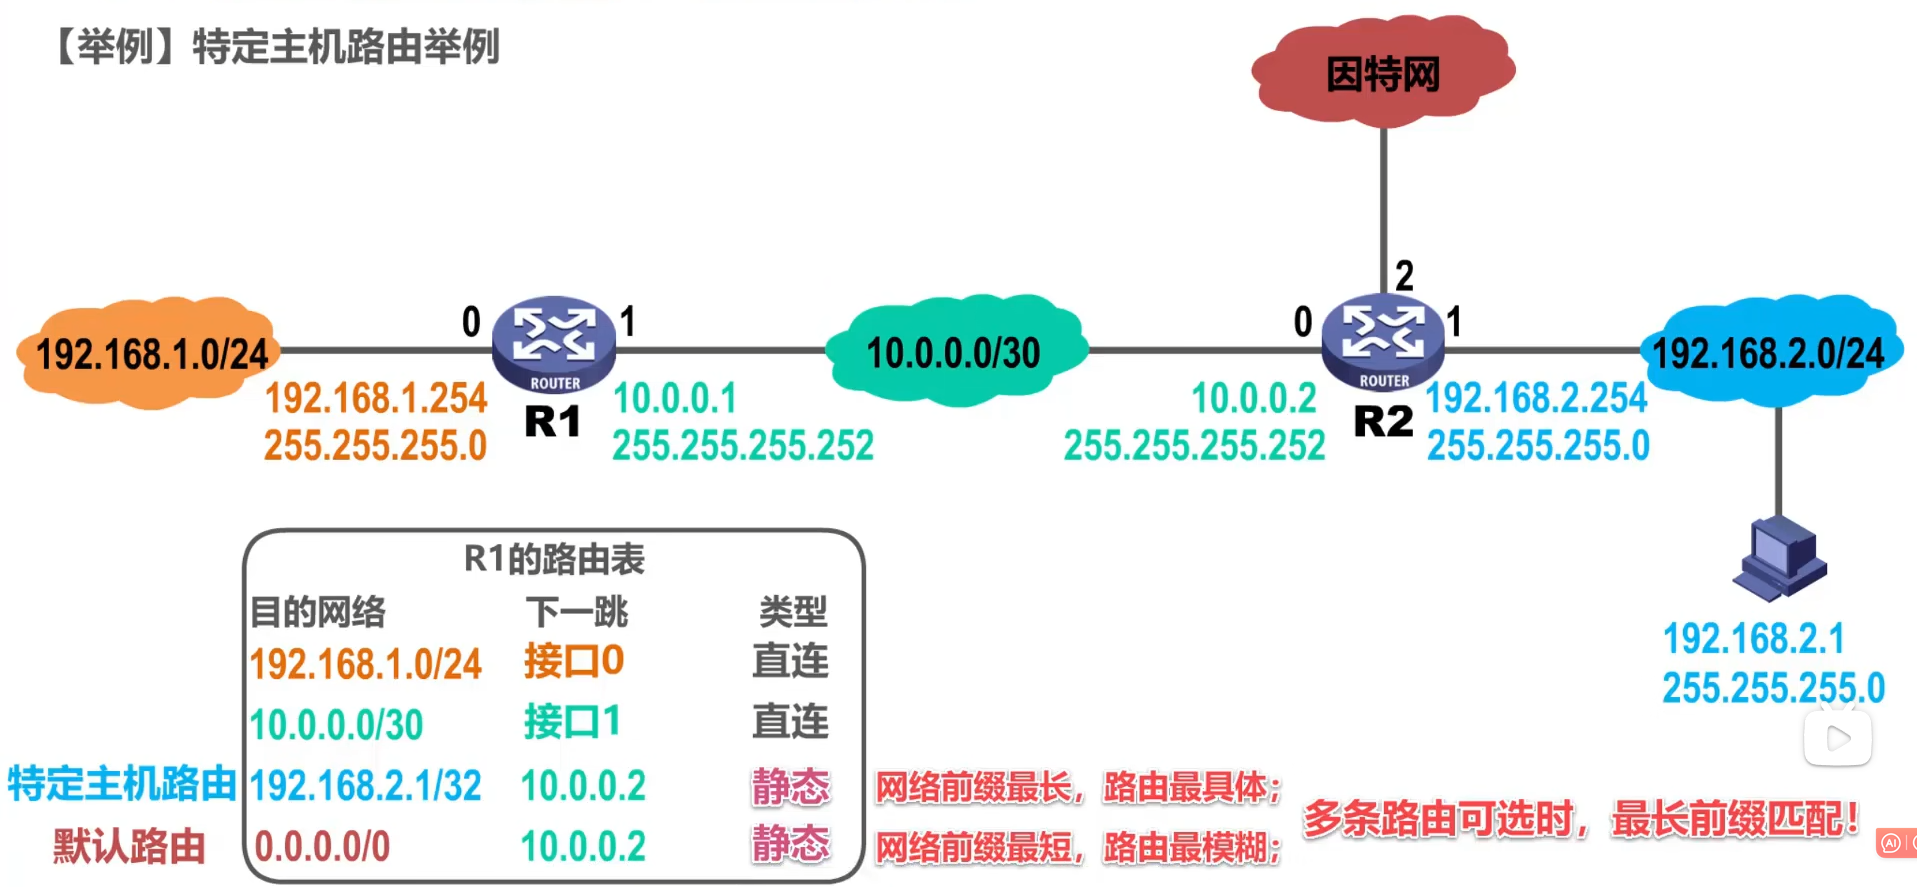 【举例】特定主机路由举例
因特网
2
0
1
0
1
192.168.1.0/24
10.0.0.0/30
192.168.2.0/24
ROUTER
ROUTER
192.168.1.254
255.255.255.0
R1
10.0.0.1
255.255.255.252
10.0.0.2
255.255.255.252
R2
192.168.2.254
255.255.255.0
192.168.2.1
255.255.255.0
R1的路由表
目的网络 下一跳 类型
192.168.1.0/24 接口0 直连
10.0.0.0/30 接口1 直连
特定主机路由 192.168.2.1/32 10.0.0.2 静态 网络前缀最长，路由最具体；
默认路由 0.0.0.0/0 10.0.0.2 静态 网络前缀最短，路由最模糊；
多条路由可选时，最长前缀匹配！
AI